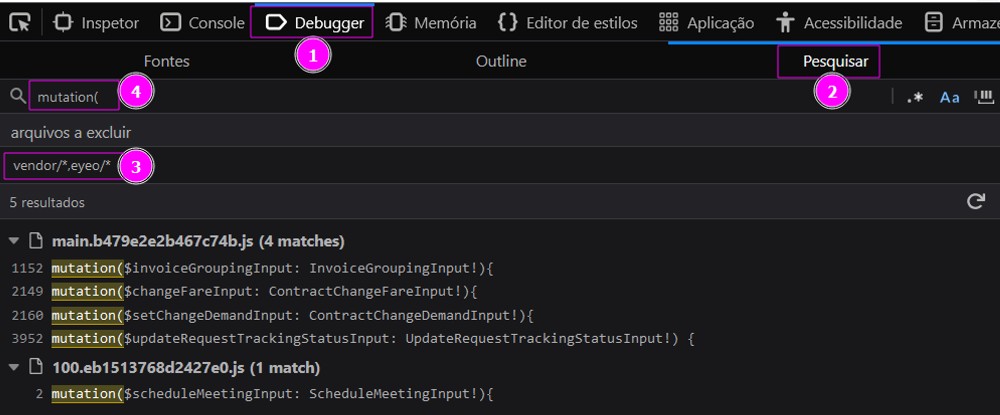 Inspetor Console Debugger Memória Editor de estilos Aplicação Acessibilidade Armaze
1
Fontes Outline Pesquisar
2
mutation( 4 .* Aa
arquivos a excluir
vendor/*,eyeo/* 3
5 resultados
main.b479e2e2b467c74b.js (4 matches)
1152 mutation($invoiceGroupingInput: InvoiceGroupingInput!){
2149 mutation($changeFareInput: ContractChangeFareInput!){
2160 mutation($setChangeDemandInput: ContractChangeDemandInput!){
3952 mutation($updateRequestTrackingStatusInput: UpdateRequestTrackingStatusInput!) {
100.eb1513768d2427e0.js (1 match)
2 mutation($scheduleMeetingInput: ScheduleMeetingInput!){